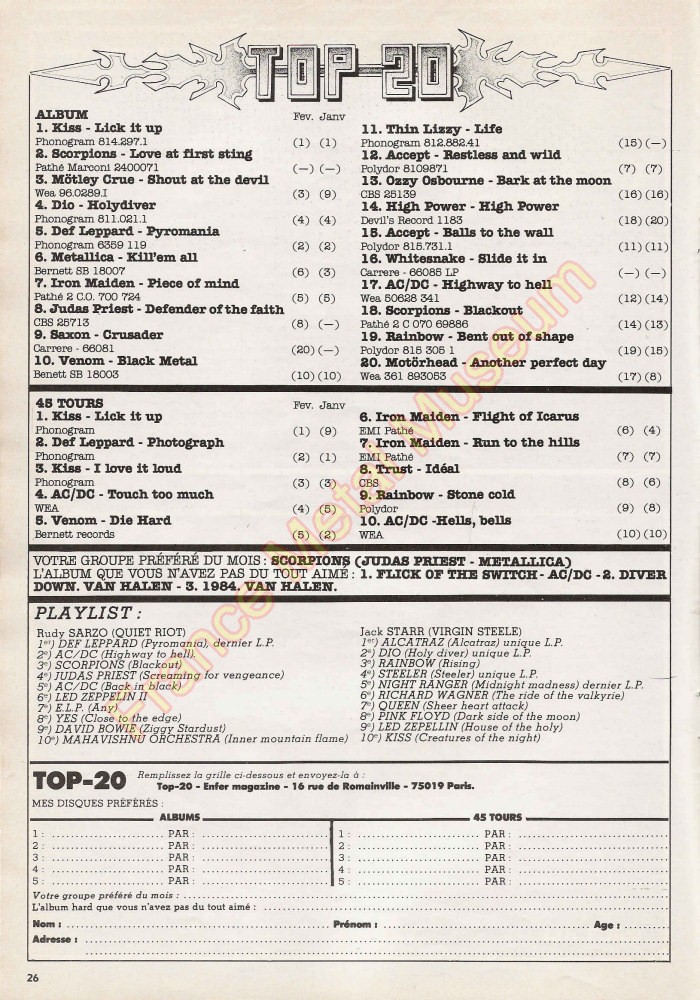 TOP-20
ALBUM
Fev. Janv
1. Kiss - Lick it up
Phonogram 814.297.1 (1) (1)
2. Scorpions - Love at first sting
Pathé Marconi 2400071 (—) (—)
3. Mötley Crue - Shout at the devil
Wea 96.0289.I (3) (9)
4. Dio - Holydiver
Phonogram 811.021.1 (4) (4)
5. Def Leppard - Pyromania
Phonogram 6359 119 (2) (2)
6. Metallica - Kill'em all
Bernett SB 18007 (6) (3)
7. Iron Maiden - Piece of mind
Pathé 2 C.O. 700 724 (5) (5)
8. Judas Priest - Defender of the faith
CBS 25713 (8) (—)
9. Saxon - Crusader
Carrere - 66081 (20) (—)
10. Venom - Black Metal
Benett SB 18003 (10) (10)
11. Thin Lizzy - Life
Phonogram 812.882.41 (15) (—)
12. Accept - Restless and wild
Polydor 8109871 (7) (7)
13. Ozzy Osbourne - Bark at the moon
CBS 25139 (16) (16)
14. High Power - High Power
Devil's Record 1183 (18) (20)
15. Accept - Balls to the wall
Polydor 815.731.1 (11) (11)
16. Whitesnake - Slide it in
Carrere - 66085 LP (—) (—)
17. AC/DC - Highway to hell
Wea 50628 341 (12) (14)
18. Scorpions - Blackout
Pathé 2 C 070 69886 (14) (13)
19. Rainbow - Bent out of shape
Polydor 815 305 1 (19) (15)
20. Motörhead - Another perfect day
Wea 361 893053 (17) (8)
45 TOURS
Fev. Janv
1. Kiss - Lick it up
Phonogram (1) (9)
2. Def Leppard - Photograph
Phonogram (2) (1)
3. Kiss - I love it loud
Phonogram (3) (3)
4. AC/DC - Touch too much
WEA (4) (5)
5. Venom - Die Hard
Bernett records (5) (2)
6. Iron Maiden - Flight of Icarus
EMI Pathé (6) (4)
7. Iron Maiden - Run to the hills
EMI Pathé (7) (7)
8. Trust - Idéal
CBS (8) (6)
9. Rainbow - Stone cold
Polydor (9) (8)
10. AC/DC -Hells, bells
WEA (10) (10)
VOTRE GROUPE PRÉFÉRÉ DU MOIS : SCORPIONS (JUDAS PRIEST - METALLICA)
L'ALBUM QUE VOUS N'AVEZ PAS DU TOUT AIMÉ : 1. FLICK OF THE SWITCH - AC/DC - 2. DIVER
DOWN. VAN HALEN - 3. 1984. VAN HALEN.
PLAYLIST :
Rudy SARZO (QUIET RIOT)
1er) DEF LEPPARD (Pyromania), dernier L.P.
2e) AC/DC (Highway to hell).
3e) SCORPIONS (Blackout)
4e) JUDAS PRIEST (Screaming for vengeance)
5e) AC/DC (Back in black)
6e) LED ZEPPELIN II
7e) E.L.P. (Any)
8e) YES (Close to the edge)
9e) DAVID BOWIE (Ziggy Stardust)
10e) MAHAVISHNU ORCHESTRA (Inner mountain flame)
Jack STARR (VIRGIN STEELE)
1er) ALCATRAZ (Alcatraz) unique L.P.
2e) DIO (Holy diver) unique L.P.
3e) RAINBOW (Rising)
4e) STEELER (Steeler) unique L.P.
5e) NIGHT RANGER (Midnight madness) dernier L.P.
6e) RICHARD WAGNER (The ride of the valkyrie)
7e) QUEEN (Sheer heart attack)
8e) PINK FLOYD (Dark side of the moon)
9e) LED ZEPELLIN (House of the holy)
10e) KISS (Creatures of the night)
TOP-20
Remplissez la grille ci-dessous et envoyez-la à :
Top-20 - Enfer magazine - 16 rue de Romainville - 75019 Paris.
MES DISQUES PRÉFÉRÉS :
ALBUMS
1 : PAR :
2 : PAR :
3 : PAR :
4 : PAR :
5 : PAR :
45 TOURS
1 : PAR :
2 : PAR :
3 : PAR :
4 : PAR :
5 : PAR :
Votre groupe préféré du mois :
L'album hard que vous n'avez pas du tout aimé :
Nom : Prénom : Age :
Adresse :
26
France Metal Museum